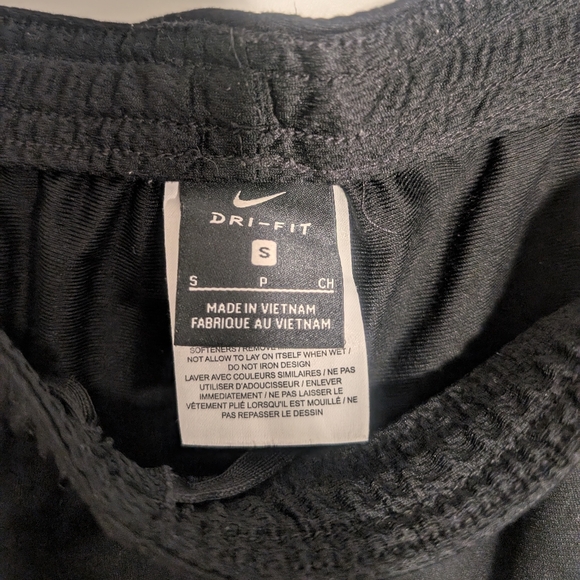 DRI-FIT
S
S P CH
MADE IN VIETNAM
FABRIQUE AU VIETNAM
SOFTENERS / REMOVE
NOT ALLOW TO LAY ON ITSELF WHEN WET /
DO NOT IRON DESIGN
LAVER AVEC COULEURS SIMILAIRES / NE PAS
UTILISER D'ADOUCISSEUR / ENLEVER
IMMEDIATEMENT / NE PAS LAISSER LE
VÊTEMENT PLIÉ LORSQU'IL EST MOUILLÉ / NE
PAS REPASSER LE DESSIN